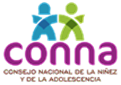 conna
CONSEJO NACIONAL DE LA NIÑEZ
Y DE LA ADOLESCENCIA